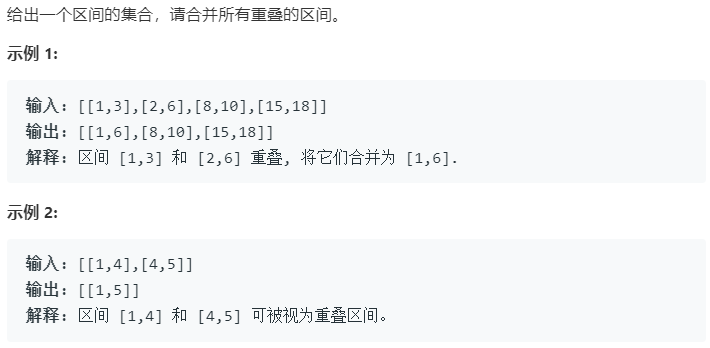 给出一个区间的集合，请合并所有重叠的区间。
示例 1:
输入: [[1,3],[2,6],[8,10],[15,18]]
输出: [[1,6],[8,10],[15,18]]
解释: 区间 [1,3] 和 [2,6] 重叠, 将它们合并为 [1,6].
示例 2:
输入: [[1,4],[4,5]]
输出: [[1,5]]
解释: 区间 [1,4] 和 [4,5] 可被视为重叠区间。